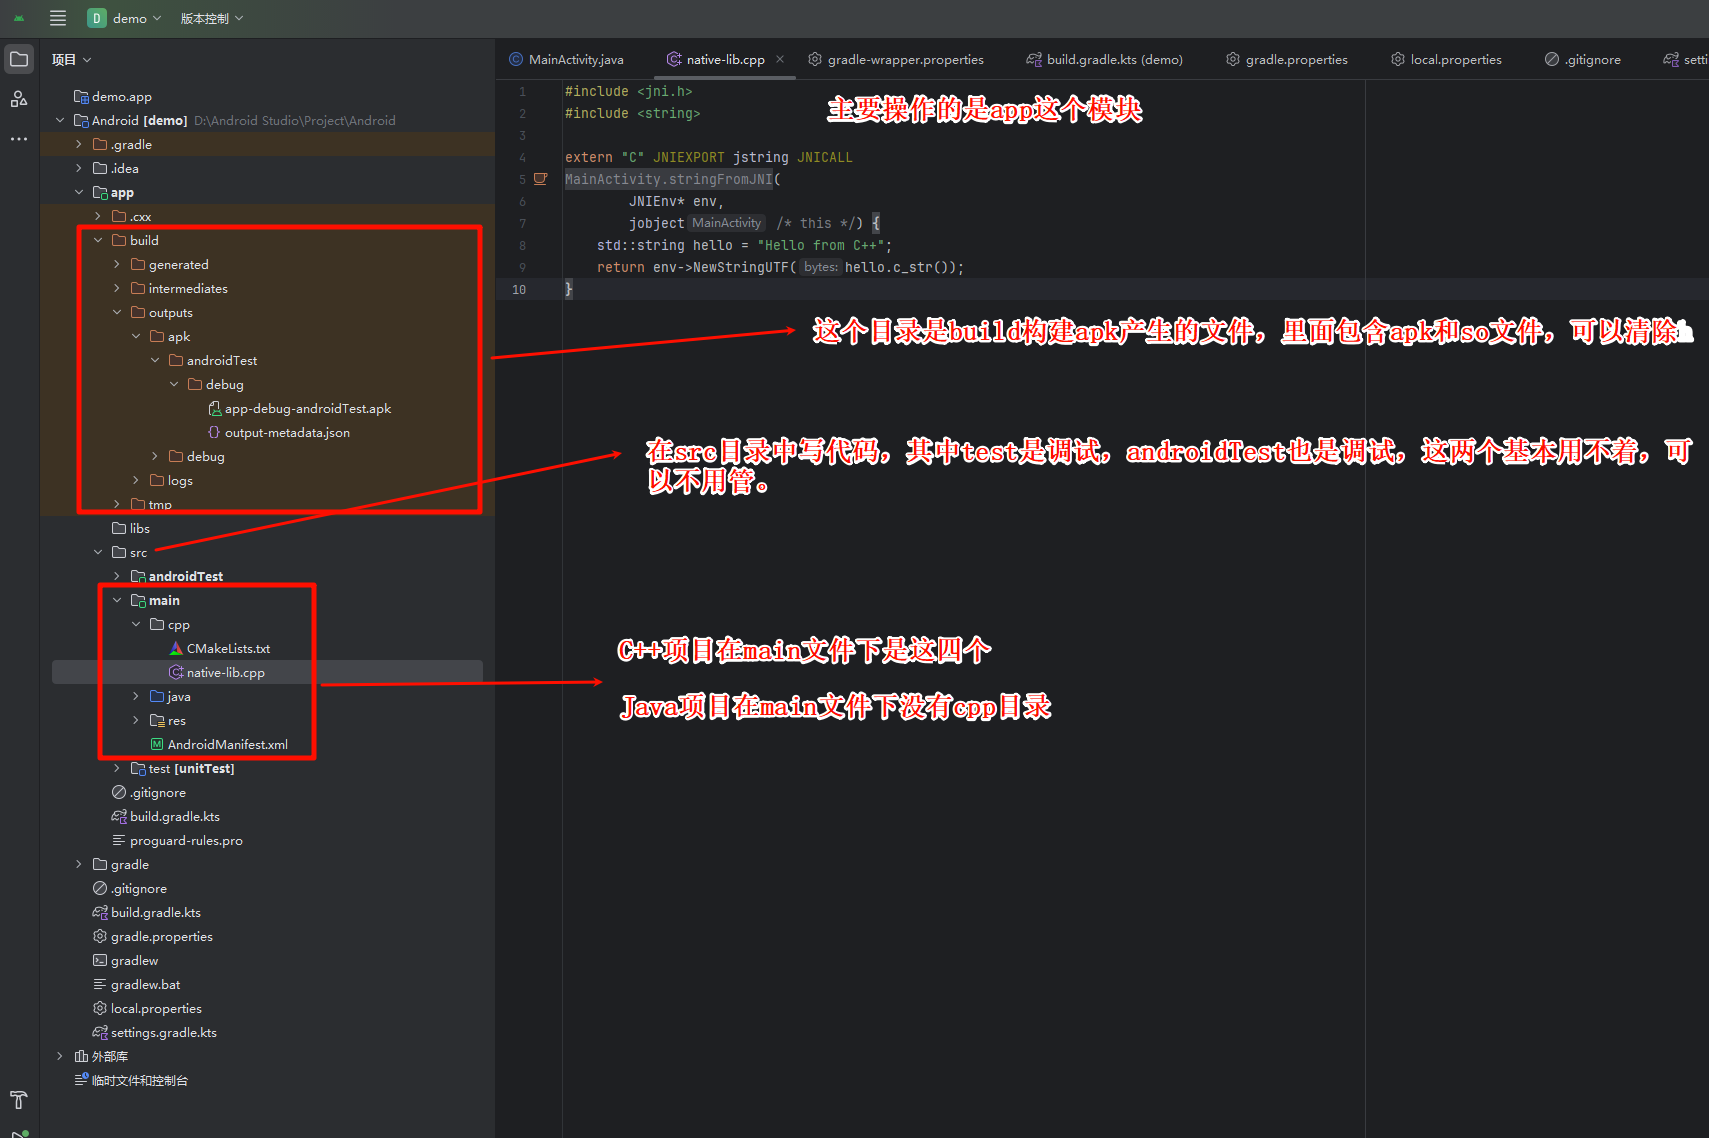 D demo 版本控制
项目
MainActivity.java native-lib.cpp gradle-wrapper.properties build.gradle.kts (demo) gradle.properties local.properties .gitignore setti
demo.app
Android [demo] D:\Android Studio\Project\Android
.gradle
.idea
app
.cxx
build
generated
intermediates
outputs
apk
androidTest
debug
app-debug-androidTest.apk
output-metadata.json
debug
logs
tmp
libs
src
androidTest
main
cpp
CMakeLists.txt
native-lib.cpp
java
res
AndroidManifest.xml
test [unitTest]
.gitignore
build.gradle.kts
proguard-rules.pro
gradle
.gitignore
build.gradle.kts
gradle.properties
gradlew
gradlew.bat
local.properties
settings.gradle.kts
外部库
临时文件和控制台
1 #include <jni.h>
2 #include <string>
3
4 extern "C" JNIEXPORT jstring JNICALL
5 MainActivity.stringFromJNI(
6 JNIEnv* env,
7 jobject MainActivity /* this */) {
8 std::string hello = "Hello from C++";
9 return env->NewStringUTF( bytes: hello.c_str());
10 }
主要操作的是app这个模块
这个目录是build构建apk产生的文件，里面包含apk和so文件，可以清除
在src目录中写代码，其中test是调试，androidTest也是调试，这两个基本用不着，可
以不用管。
C++项目在main文件下是这四个
Java项目在main文件下没有cpp目录